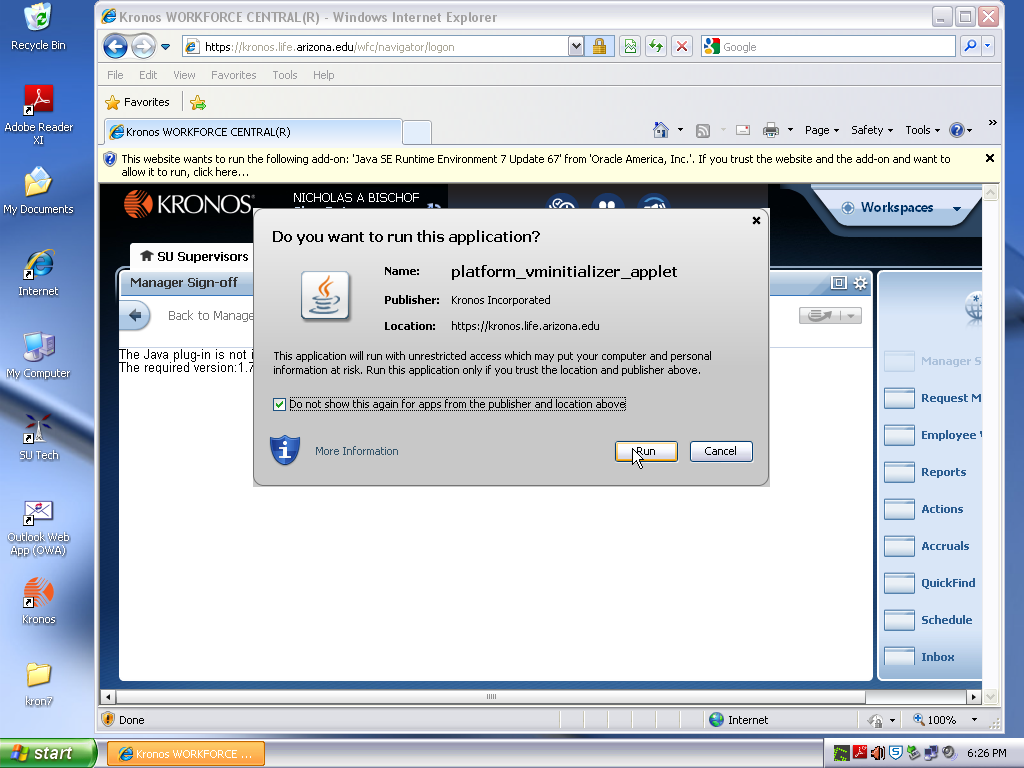 Recycle Bin
Adobe Reader
XI
My Documents
Internet
My Computer
SU Tech
Outlook Web
App (OWA)
Kronos
kron7
Kronos WORKFORCE CENTRAL(R) - Windows Internet Explorer
https://kronos.life.arizona.edu/wfc/navigator/logon
Google
File Edit View Favorites Tools Help
Favorites
Kronos WORKFORCE CENTRAL(R)
Page Safety Tools
This website wants to run the following add-on: 'Java SE Runtime Environment 7 Update 67' from 'Oracle America, Inc.'. If you trust the website and the add-on and want to
allow it to run, click here...
KRONOS
NICHOLAS A BISCHOF
Workspaces
SU Supervisors
Manager Sign-off
Back to Manage
The Java plug-in is not i
The required version:1.7
Do you want to run this application?
Name: platform_vminitializer_applet
Publisher: Kronos Incorporated
Location: https://kronos.life.arizona.edu
This application will run with unrestricted access which may put your computer and personal
information at risk. Run this application only if you trust the location and publisher above.
Do not show this again for apps from the publisher and location above
More Information
Run
Cancel
Manager S
Request M
Employee
Reports
Actions
Accruals
QuickFind
Schedule
Inbox
Done
Internet
100%
start
Kronos WORKFORCE ...
6:26 PM